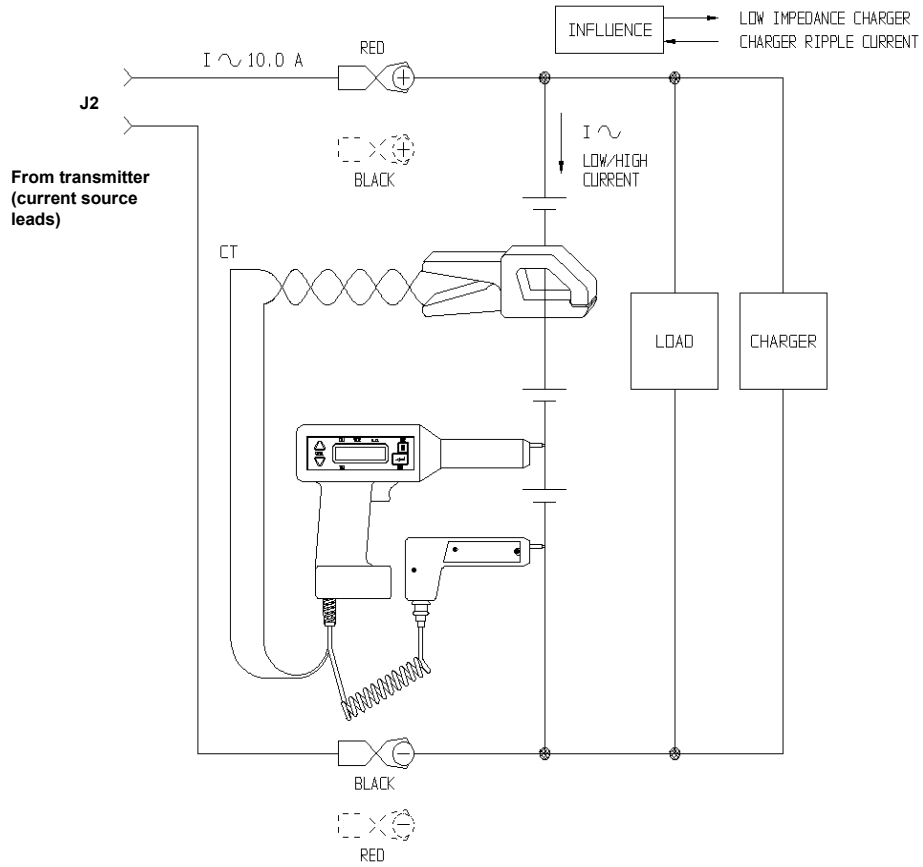 INFLUENCE
LOW IMPEDANCE CHARGER
CHARGER RIPPLE CURRENT
I ∿ 10.0 A
RED
+
J2
+
BLACK
I ∿
LOW/HIGH
CURRENT
From transmitter
(current source
leads)
CT
LOAD
CHARGER
−
BLACK
−
RED